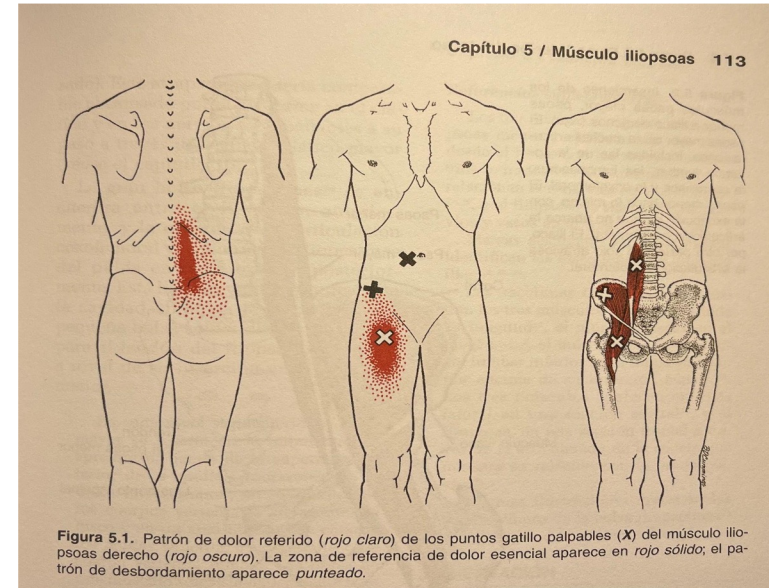 Capítulo 5 / Músculo iliopsoas 113
Figura 5.1. Patrón de dolor referido (rojo claro) de los puntos gatillo palpables (X) del músculo ilio-
psoas derecho (rojo oscuro). La zona de referencia de dolor esencial aparece en rojo sólido; el pa-
trón de desbordamiento aparece punteado.